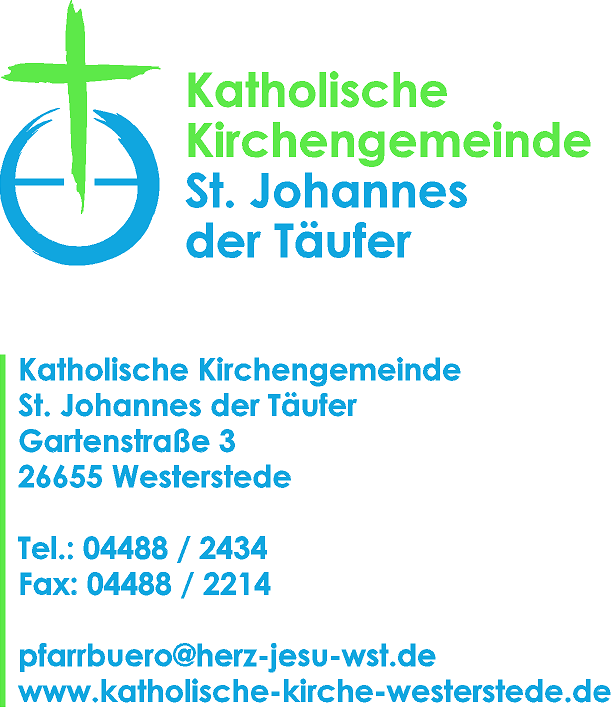 Katholische
Kirchengemeinde
St. Johannes
der Täufer
Katholische Kirchengemeinde
St. Johannes der Täufer
Gartenstraße 3
26655 Westerstede
Tel.: 04488 / 2434
Fax: 04488 / 2214
pfarrbuero@herz-jesu-wst.de
www.katholische-kirche-westerstede.de